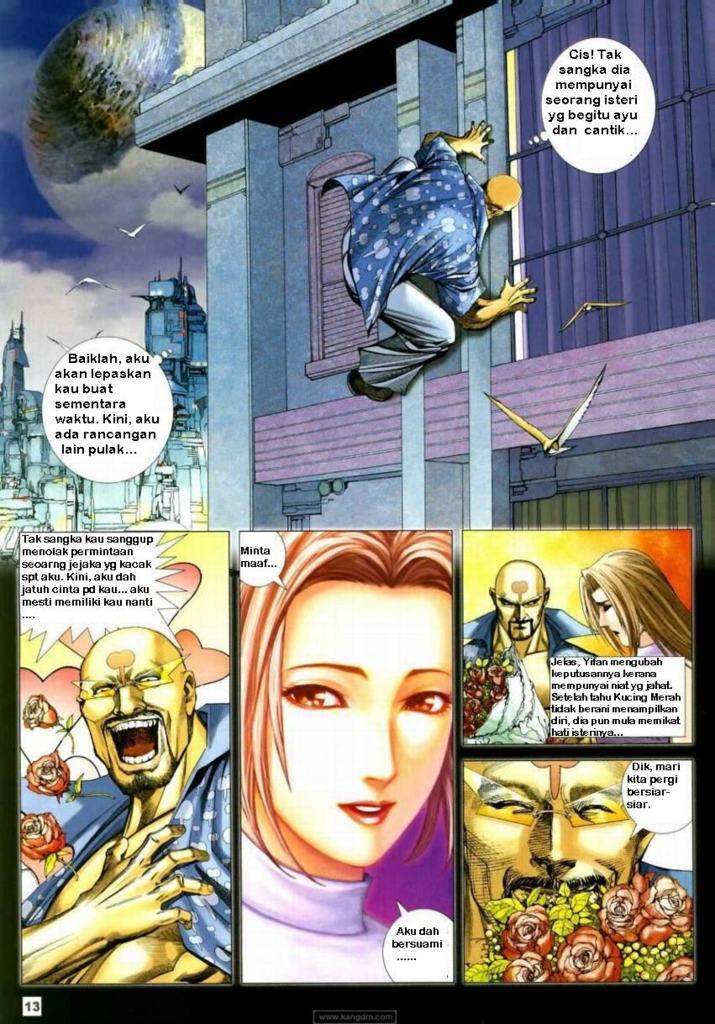 Cis! Tak
sangka dia
mempunyai
seorang isteri
yg begitu ayu
dan cantik...
Baiklah, aku
akan lepaskan
kau buat
sementara
waktu. Kini, aku
ada rancangan
lain pulak...
Tak sangka kau sanggup
menolak permintaan
seoarng jejaka yg kacak
spt aku. Kini, aku dah
jatuh cinta pd kau... aku
mesti memiliki kau nanti
....
Minta
maaf...
Aku dah
bersuami
......
Jelas, Yifan mengubah
keputusannya kerana
mempunyai niat yg jahat.
Setelah tahu Kucing Merah
tidak berani menampilkan
diri, dia pun mula memikat
hati isterinya...
Dik, mari
kita pergi
bersiar-
siar.
13
www.kangdm.com